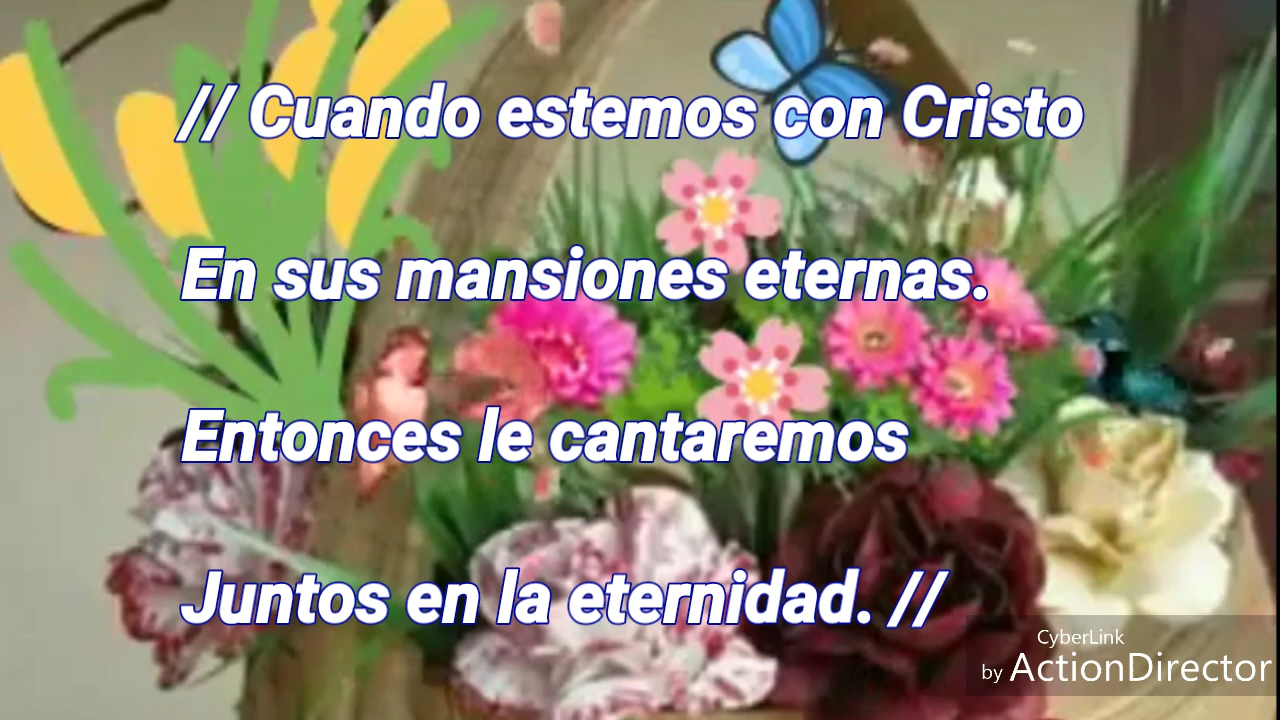 // Cuando estemos con Cristo
En sus mansiones eternas.
Entonces le cantaremos
Juntos en la eternidad. //
CyberLink
by ActionDirector